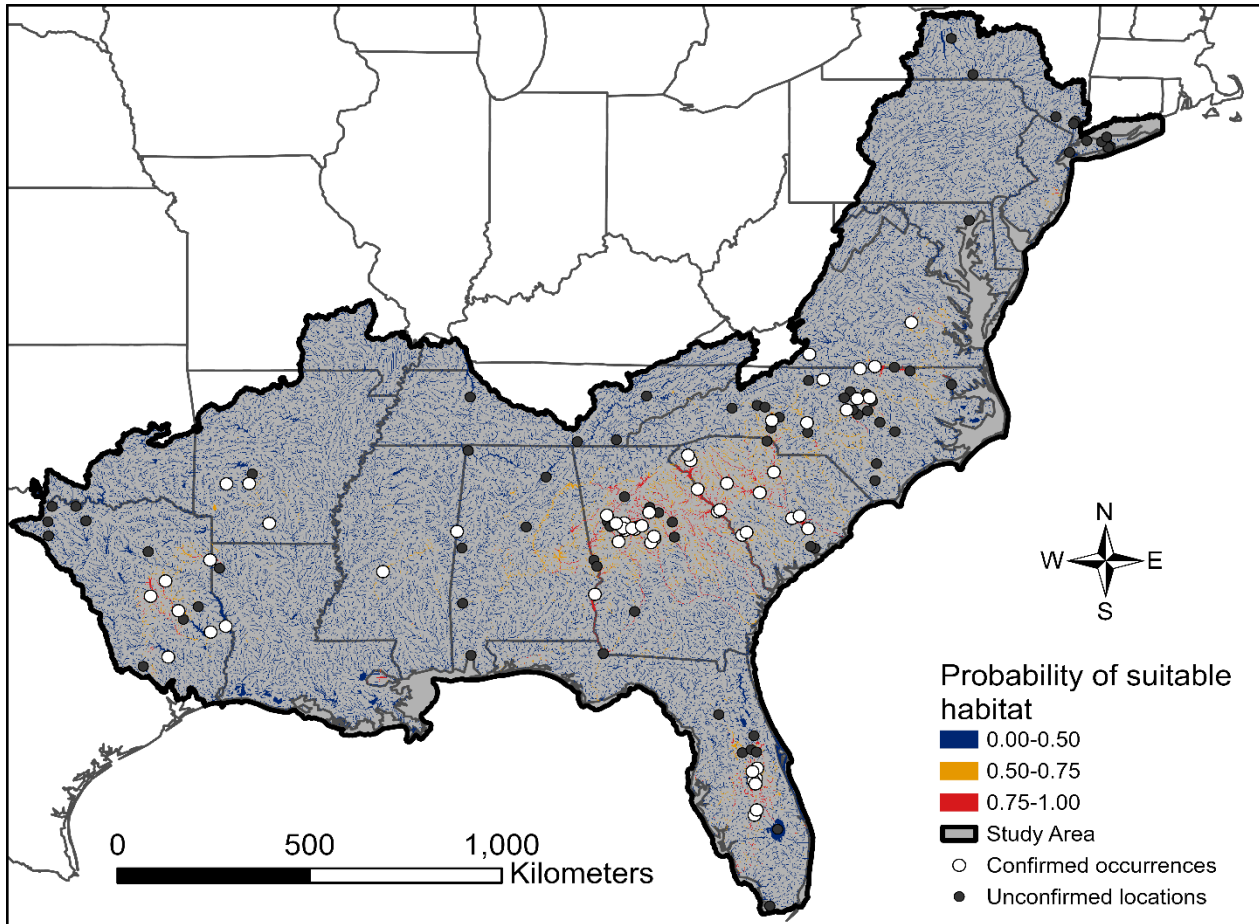 N
W
E
S
Probability of suitable
habitat
0.00-0.50
0.50-0.75
0.75-1.00
Study Area
Confirmed occurrences
Unconfirmed locations
0
500
1,000
Kilometers